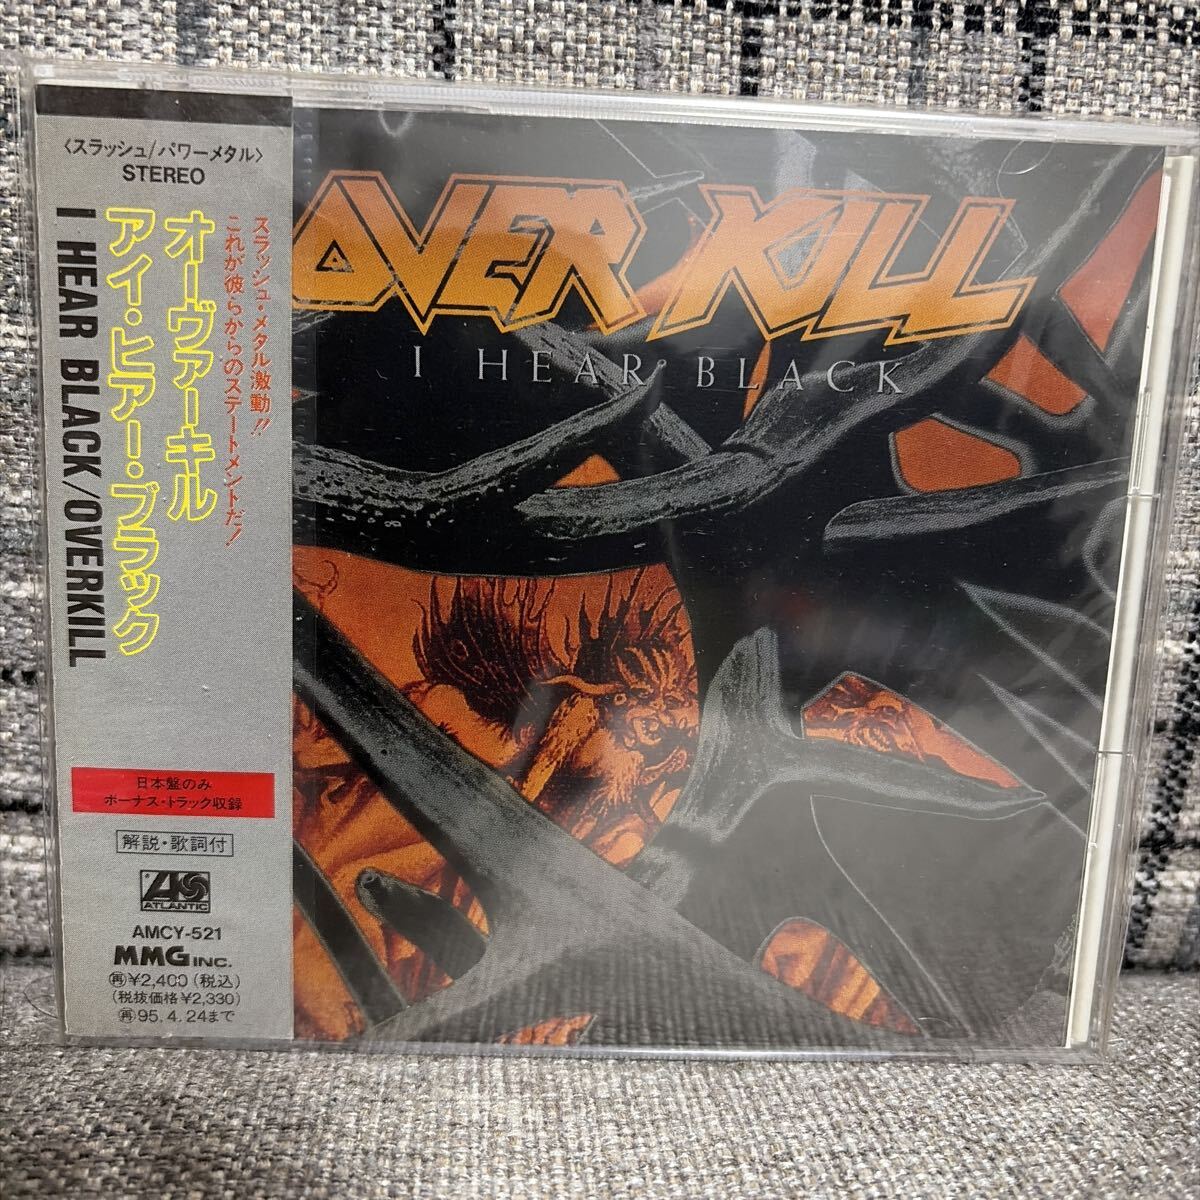 〈スラッシュ/パワーメタル〉
STEREO
スラッシュ・メタル激動!!
これが彼らからのステートメントだ!
オーヴァーキル
アイ・ヒアー・ブラック
I HEAR BLACK/OVERKILL
日本盤のみ
ボーナス・トラック収録
解説・歌詞付
ATLANTIC
AMCY-521
MMG INC.
再¥2,400(税込)
(税抜価格¥2,330)
再95.4.24まで
OVER KILL
I HEAR BLACK